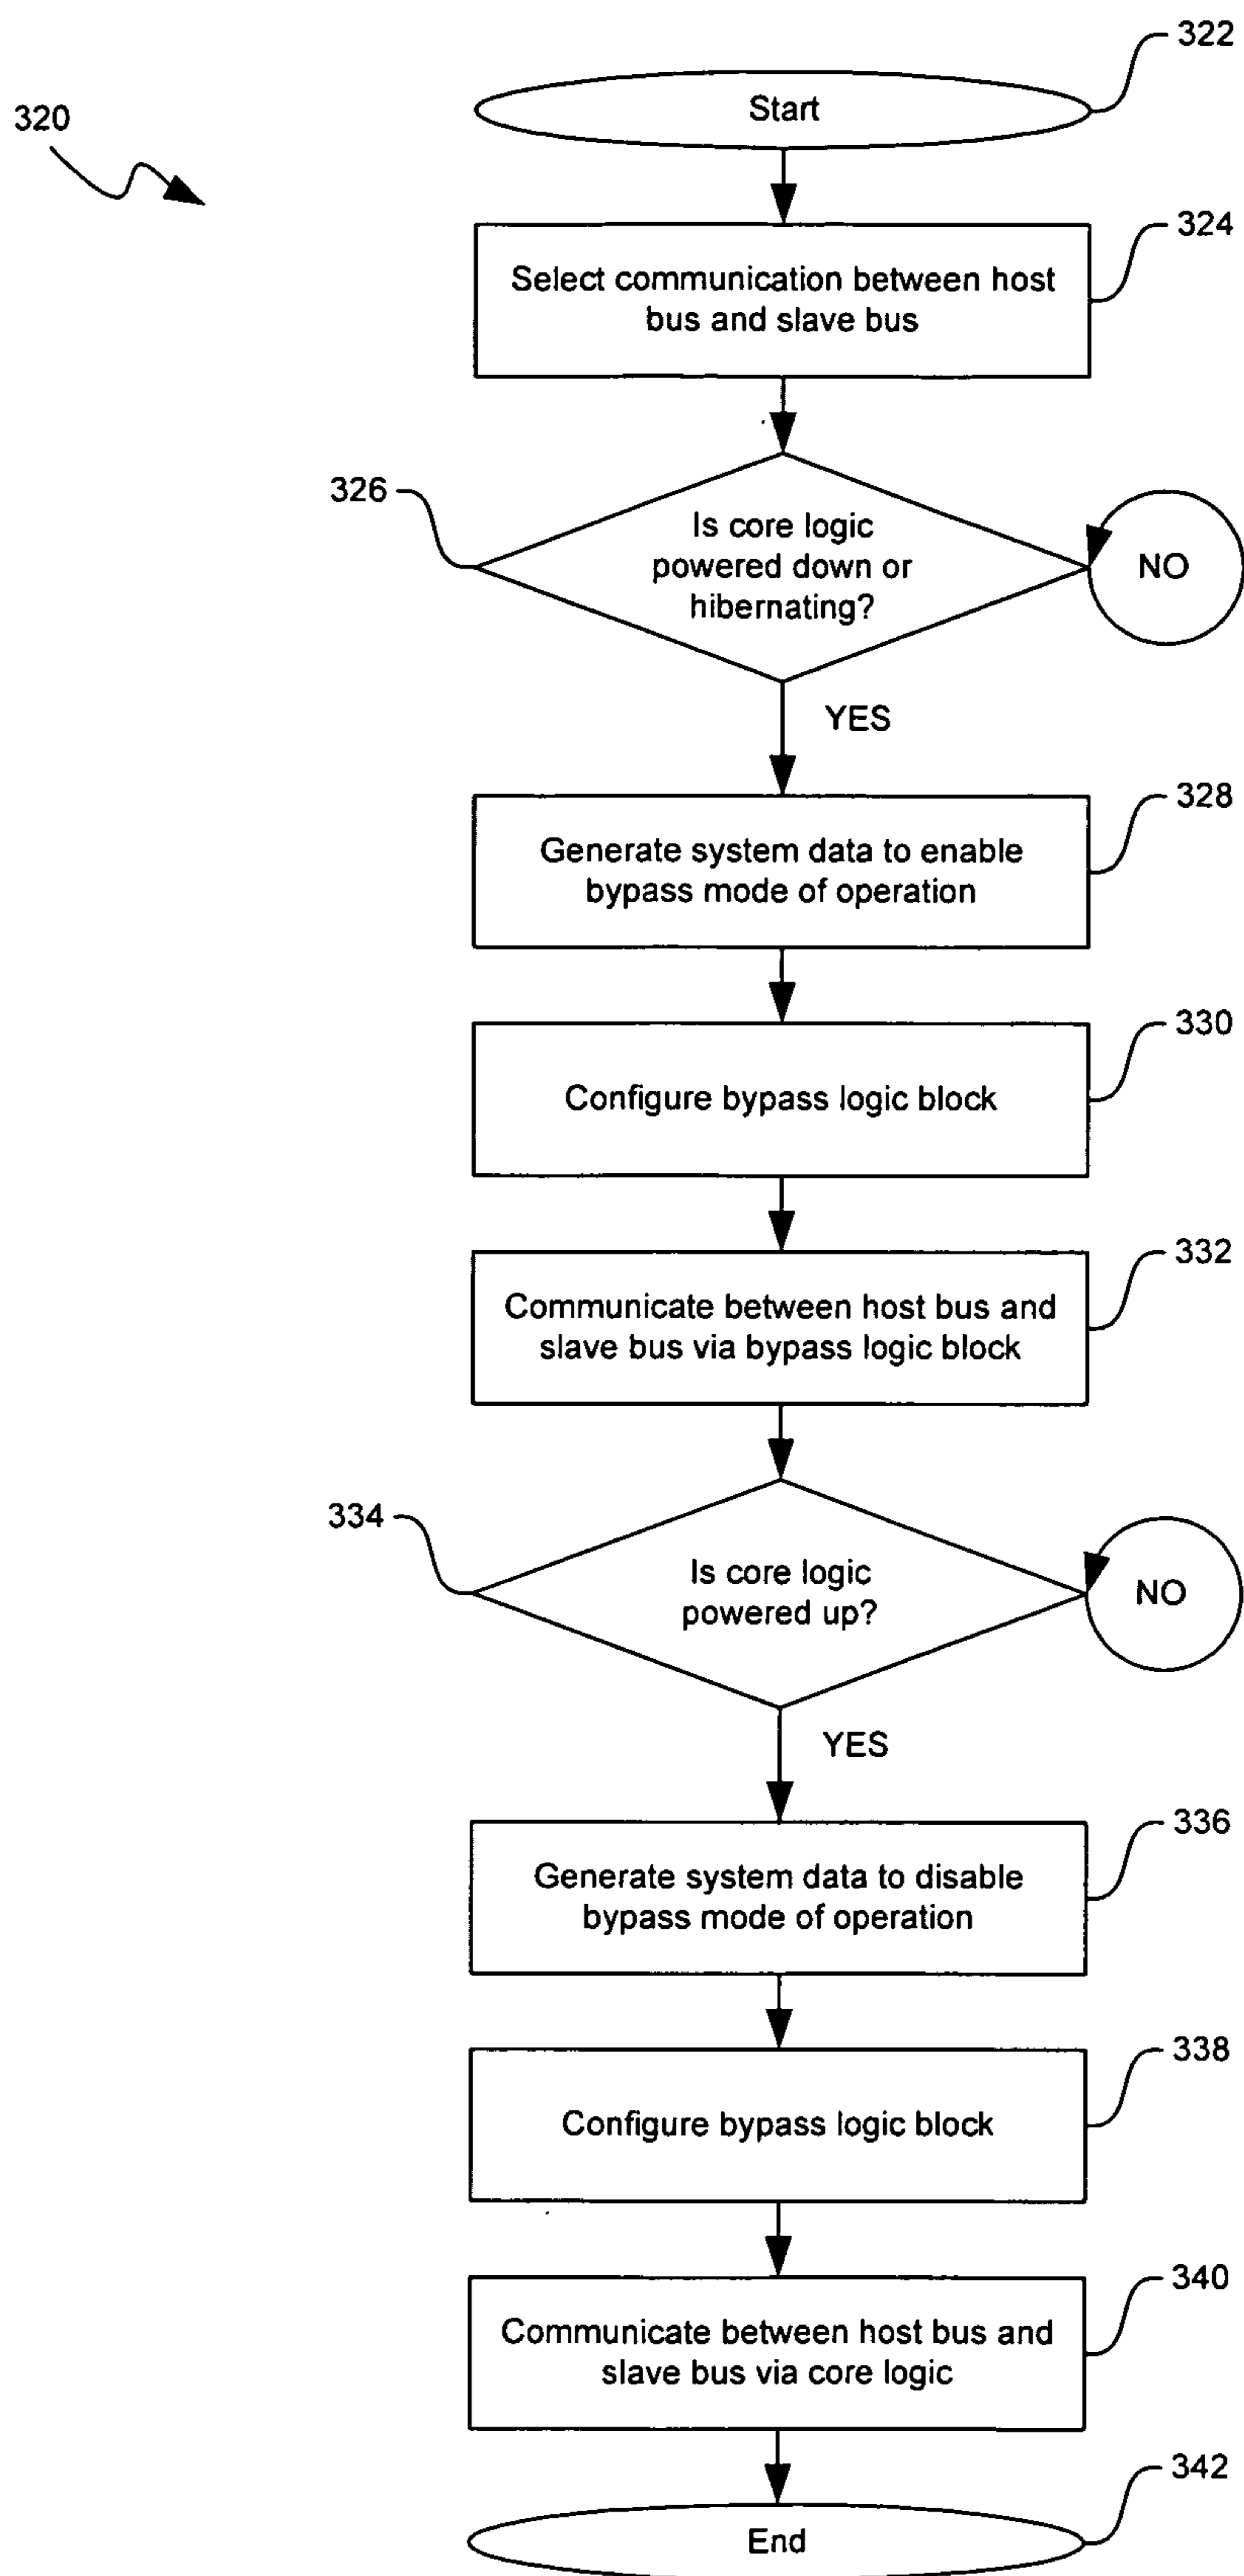 322
Start
320
324
Select communication between host
bus and slave bus
326
Is core logic
powered down or
hibernating?
NO
YES
328
Generate system data to enable
bypass mode of operation
330
Configure bypass logic block
332
Communicate between host bus and
slave bus via bypass logic block
334
Is core logic
powered up?
NO
YES
336
Generate system data to disable
bypass mode of operation
338
Configure bypass logic block
340
Communicate between host bus and
slave bus via core logic
342
End